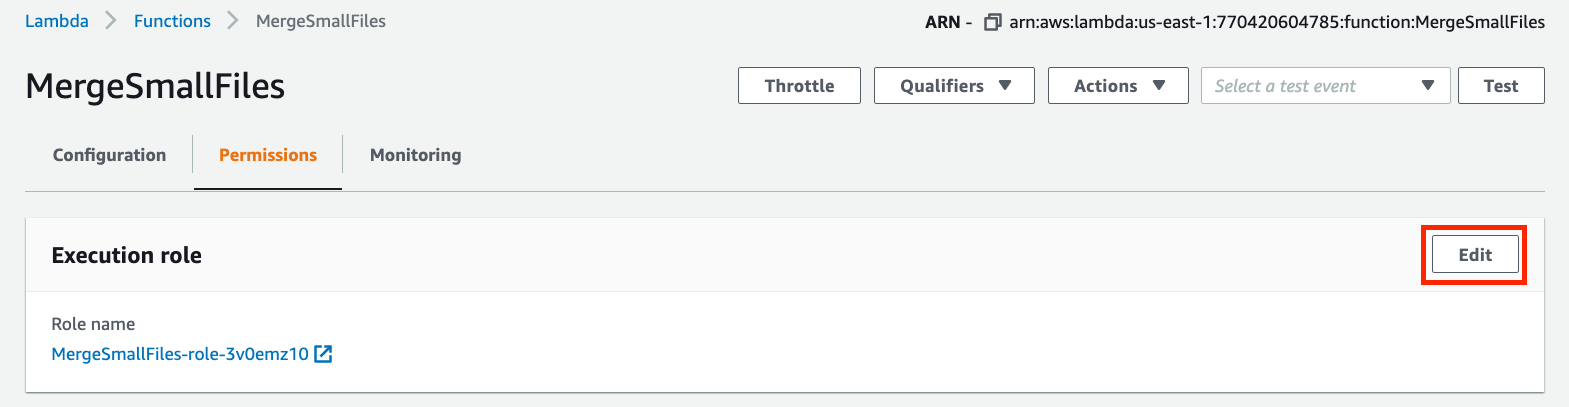 Lambda > Functions > MergeSmallFiles ARN - arn:aws:lambda:us-east-1:770420604785:function:MergeSmallFiles
MergeSmallFiles Throttle Qualifiers Actions Select a test event Test
Configuration Permissions Monitoring
Execution role Edit
Role name
MergeSmallFiles-role-3v0emz10